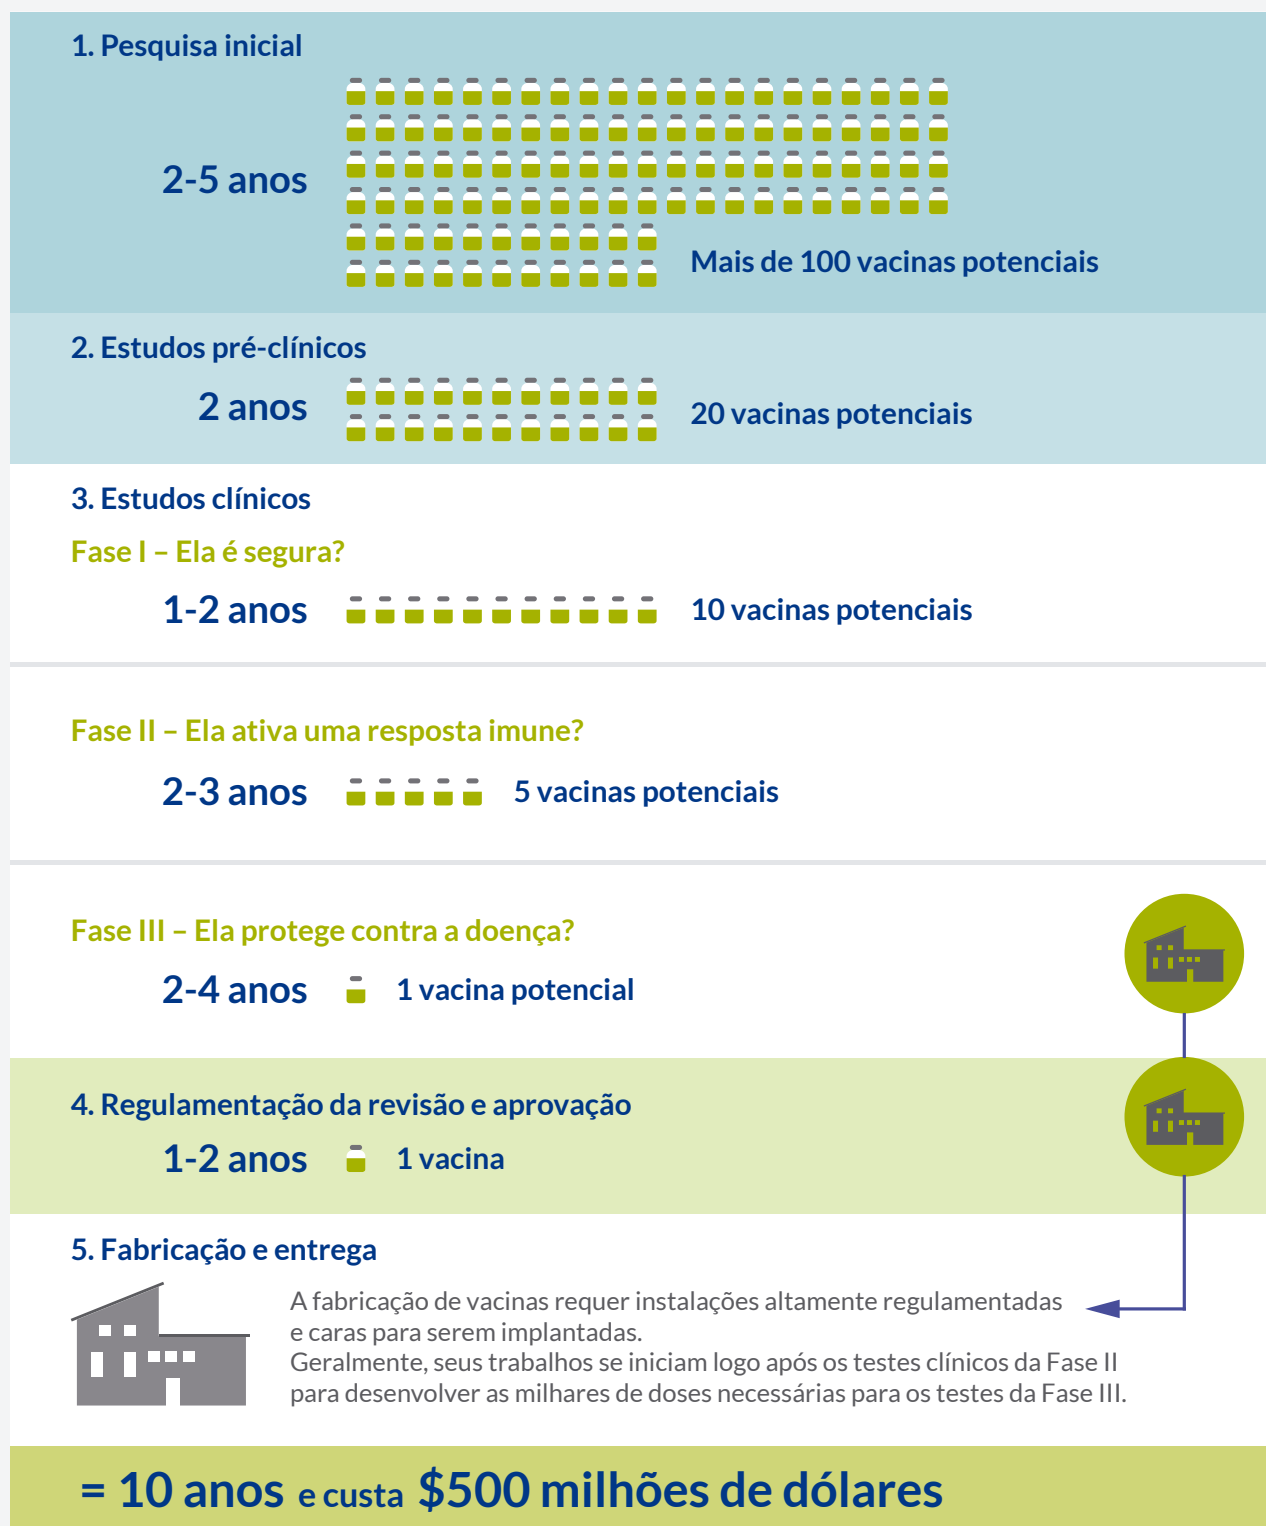 1. Pesquisa inicial
2-5 anos
Mais de 100 vacinas potenciais
2. Estudos pré-clínicos
2 anos
20 vacinas potenciais
3. Estudos clínicos
Fase I – Ela é segura?
1-2 anos
10 vacinas potenciais
Fase II – Ela ativa uma resposta imune?
2-3 anos
5 vacinas potenciais
Fase III – Ela protege contra a doença?
2-4 anos
1 vacina potencial
4. Regulamentação da revisão e aprovação
1-2 anos
1 vacina
5. Fabricação e entrega
A fabricação de vacinas requer instalações altamente regulamentadas
e caras para serem implantadas.
Geralmente, seus trabalhos se iniciam logo após os testes clínicos da Fase II
para desenvolver as milhares de doses necessárias para os testes da Fase III.
= 10 anos e custa $500 milhões de dólares